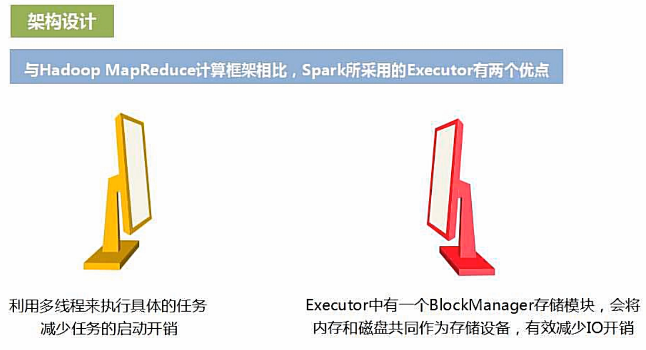 架构设计
与Hadoop MapReduce计算框架相比，Spark所采用的Executor有两个优点
利用多线程来执行具体的任务
减少任务的启动开销
Executor中有一个BlockManager存储模块，会将
内存和磁盘共同作为存储设备，有效减少IO开销